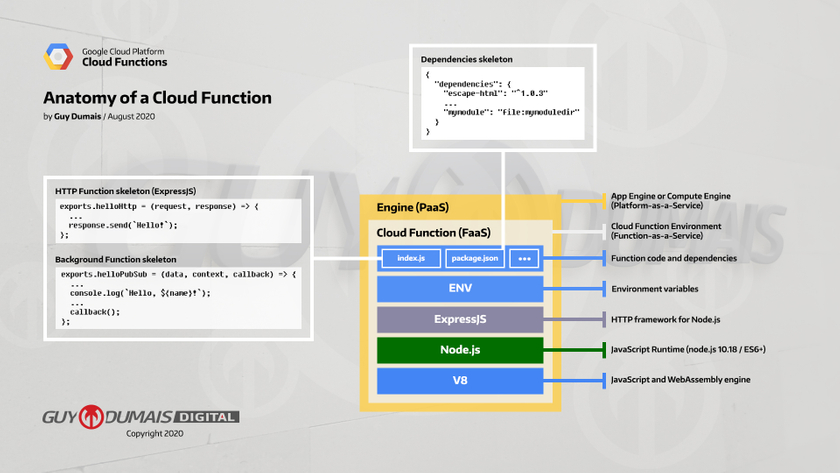 Google Cloud Platform
Cloud Functions
Anatomy of a Cloud Function
by Guy Dumais / August 2020
Dependencies skeleton
{
"dependencies": {
"escape-html": "^1.0.3"
...
"mymodule": "file:mymoduledir"
}
}
HTTP Function skeleton (ExpressJS)
exports.helloHttp = (request, response) => {
...
response.send(`Hello!`);
};
Background Function skeleton
exports.helloPubSub = (data, context, callback) => {
...
console.log(`Hello, ${name}!`);
...
callback();
};
Engine (PaaS)
Cloud Function (FaaS)
index.js
package.json
•••
ENV
ExpressJS
Node.js
V8
App Engine or Compute Engine
(Platform-as-a-Service)
Cloud Function Environment
(Function-as-a-Service)
Function code and dependencies
Environment variables
HTTP framework for Node.js
JavaScript Runtime (node.js 10.18 / ES6+)
JavaScript and WebAssembly engine
GUY DUMAIS DIGITAL
Copyright 2020